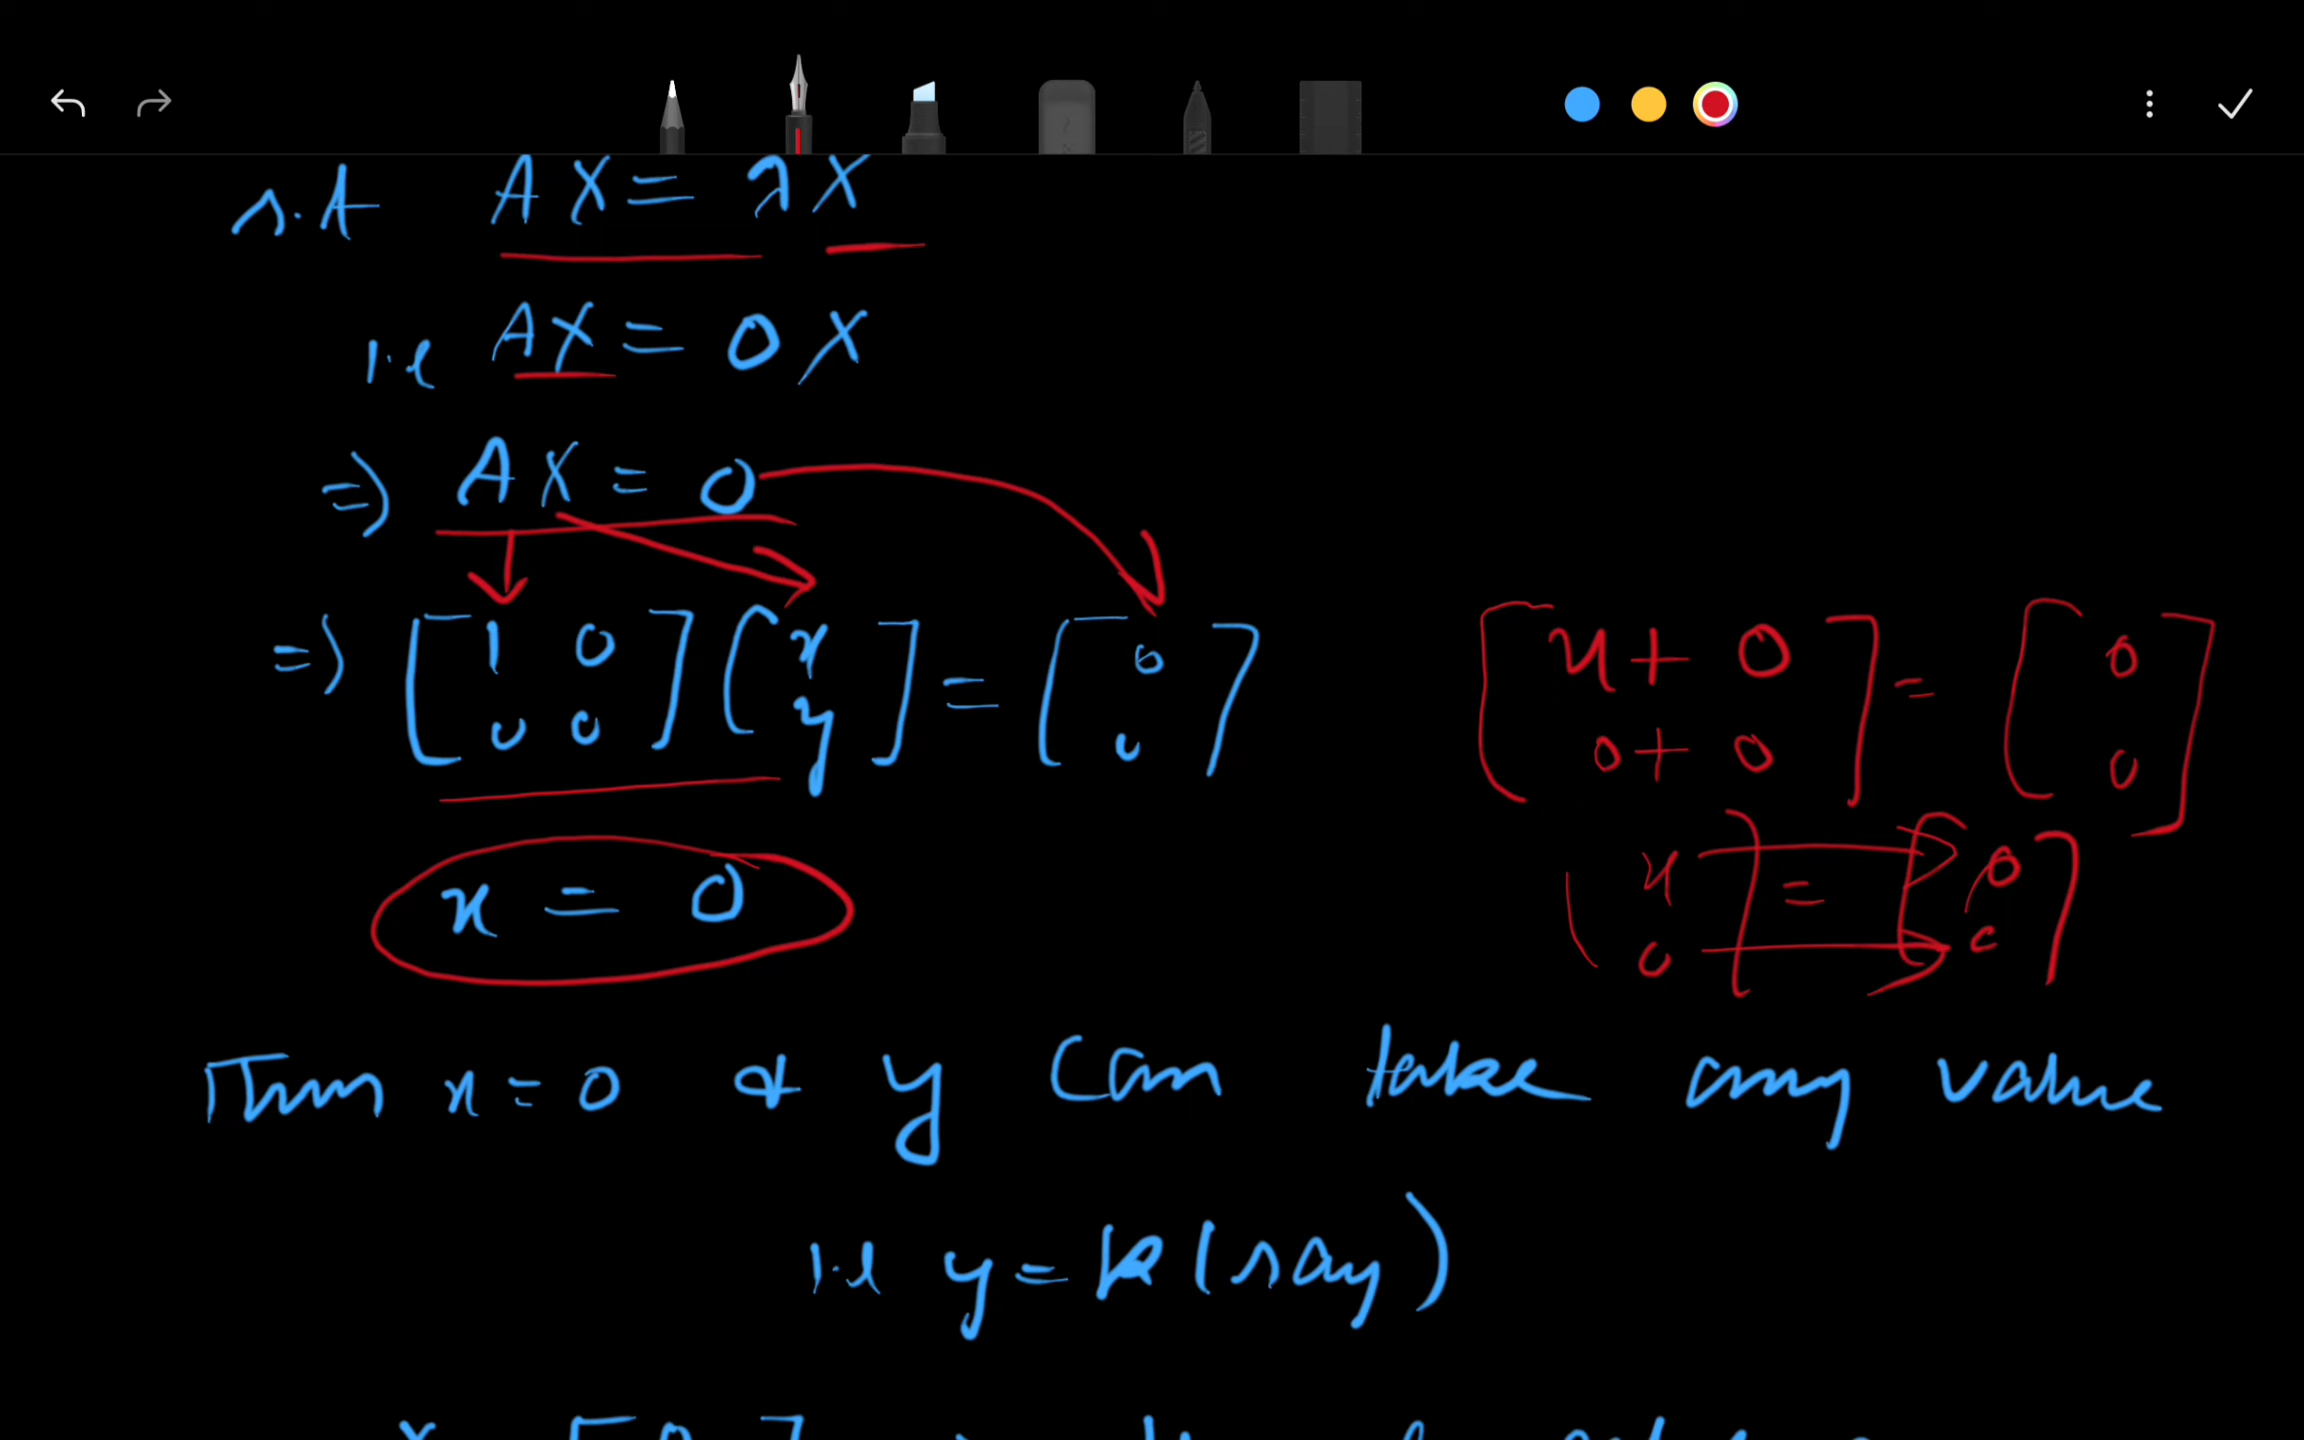 s.t AX = λX
i.e AX = 0X
=> AX = 0
=> [1 0 0 0] [x y] = [0 0]
[x + 0 0 + 0] = [0 0]
[x 0] = [0 0]
x = 0
Thus x = 0 & y can take any value
i.e y = k (say)